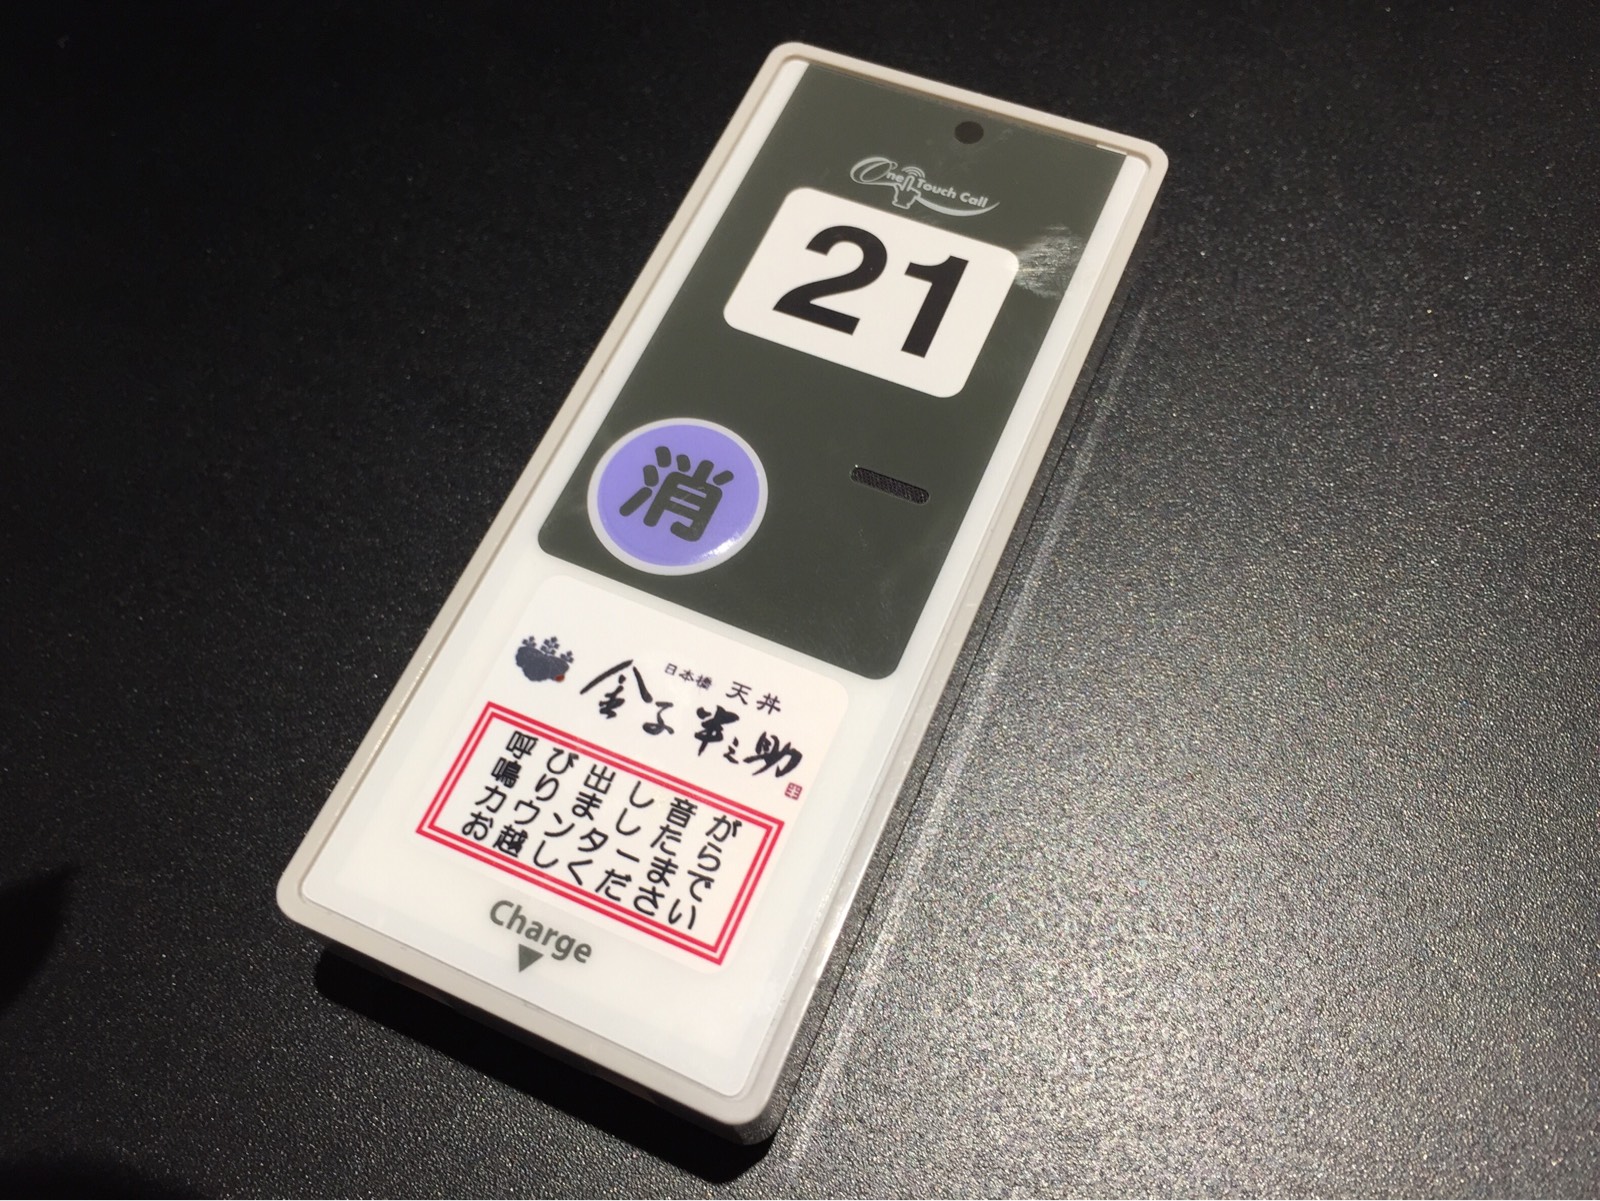 One Touch Call
21
消
日本橋 天丼
金子半之助
呼び出し音が
鳴りましたら
カウンターまで
お越しください
Charge